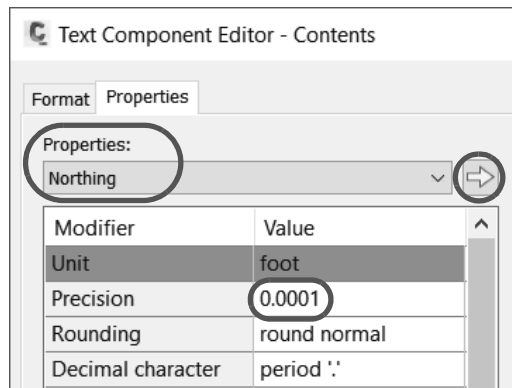 Text Component Editor - Contents
Format Properties
Properties:
Northing
Modifier Value
Unit foot
Precision 0.0001
Rounding round normal
Decimal character period '.'